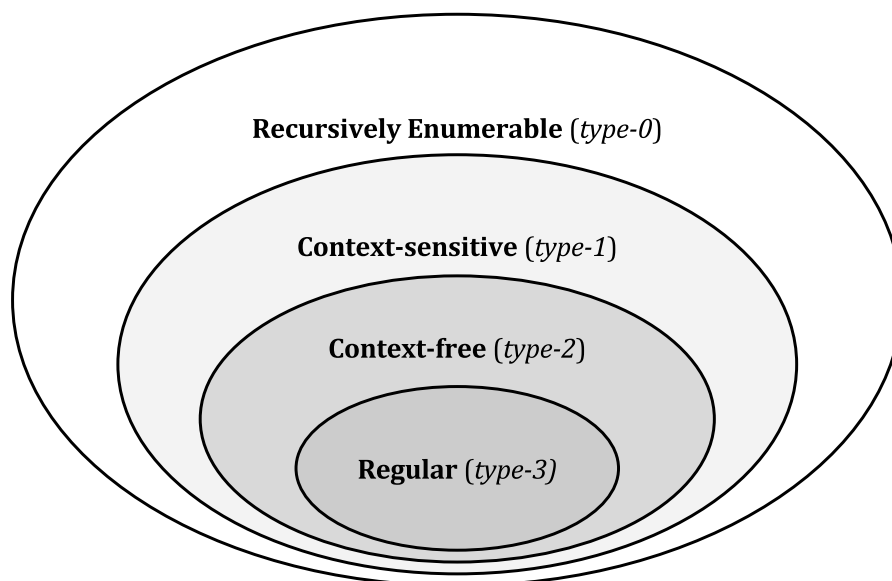 Recursively Enumerable (type-0)
Context-sensitive (type-1)
Context-free (type-2)
Regular (type-3)